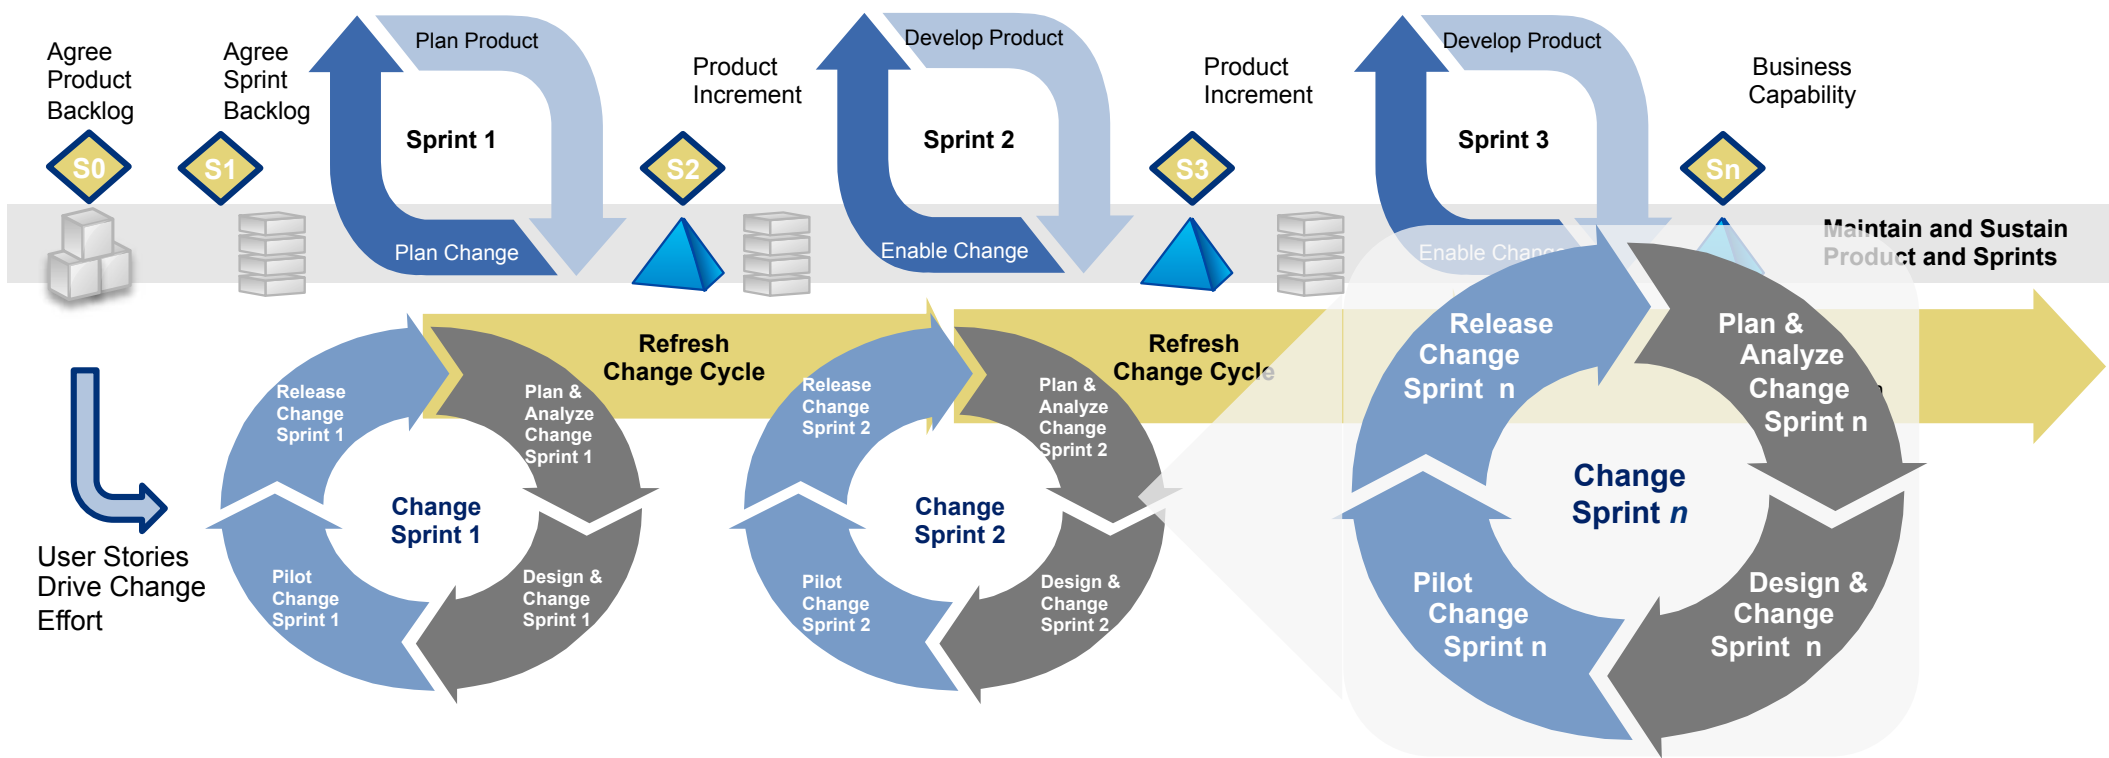 Agree
Product
Backlog
S0
Agree
Sprint
Backlog
S1
Plan Product
Sprint 1
Plan Change
Product
Increment
S2
Develop Product
Sprint 2
Enable Change
Product
Increment
S3
Develop Product
Sprint 3
Enable Change
Business
Capability
Sn
Maintain and Sustain
Product and Sprints
User Stories
Drive Change
Effort
Release
Change
Sprint 1
Plan &
Analyze
Change
Sprint 1
Change
Sprint 1
Pilot
Change
Sprint 1
Design &
Change
Sprint 1
Refresh
Change Cycle
Release
Change
Sprint 2
Plan &
Analyze
Change
Sprint 2
Change
Sprint 2
Pilot
Change
Sprint 2
Design &
Change
Sprint 2
Refresh
Change Cycle
Release
Change
Sprint n
Plan &
Analyze
Change
Sprint n
Change
Sprint n
Pilot
Change
Sprint n
Design &
Change
Sprint n